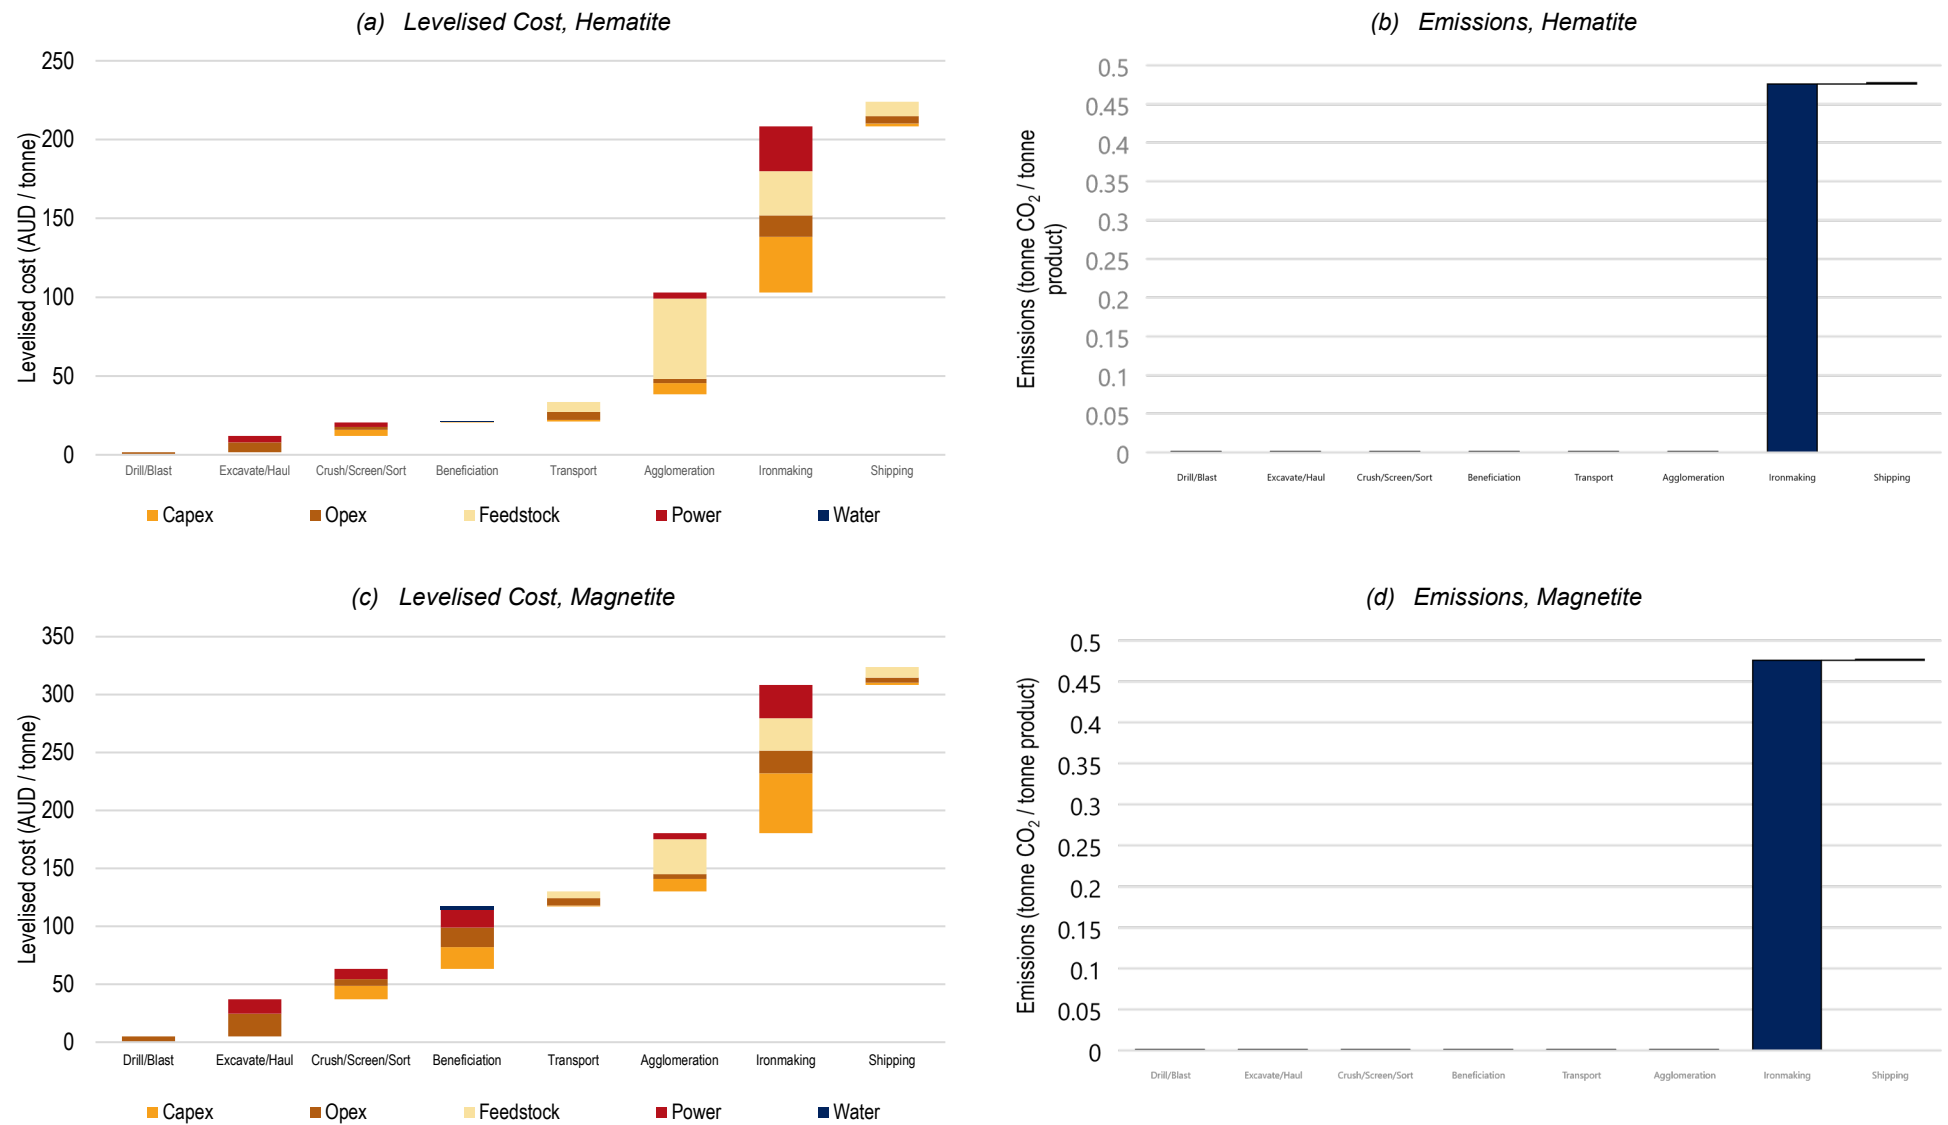 (a) Levelised Cost, Hematite
Levelised cost (AUD / tonne)
250
200
150
100
50
0
Drill/Blast Excavate/Haul Crush/Screen/Sort Beneficiation Transport Agglomeration Ironmaking Shipping
Capex Opex Feedstock Power Water
(b) Emissions, Hematite
Emissions (tonne CO2 / tonne
product)
0.5
0.45
0.4
0.35
0.3
0.25
0.2
0.15
0.1
0.05
0
Drill/Blast Excavate/Haul Crush/Screen/Sort Beneficiation Transport Agglomeration Ironmaking Shipping
(c) Levelised Cost, Magnetite
Levelised cost (AUD / tonne)
350
300
250
200
150
100
50
0
Drill/Blast Excavate/Haul Crush/Screen/Sort Beneficiation Transport Agglomeration Ironmaking Shipping
Capex Opex Feedstock Power Water
(d) Emissions, Magnetite
Emissions (tonne CO2 / tonne product)
0.5
0.45
0.4
0.35
0.3
0.25
0.2
0.15
0.1
0.05
0
Drill/Blast Excavate/Haul Crush/Screen/Sort Beneficiation Transport Agglomeration Ironmaking Shipping